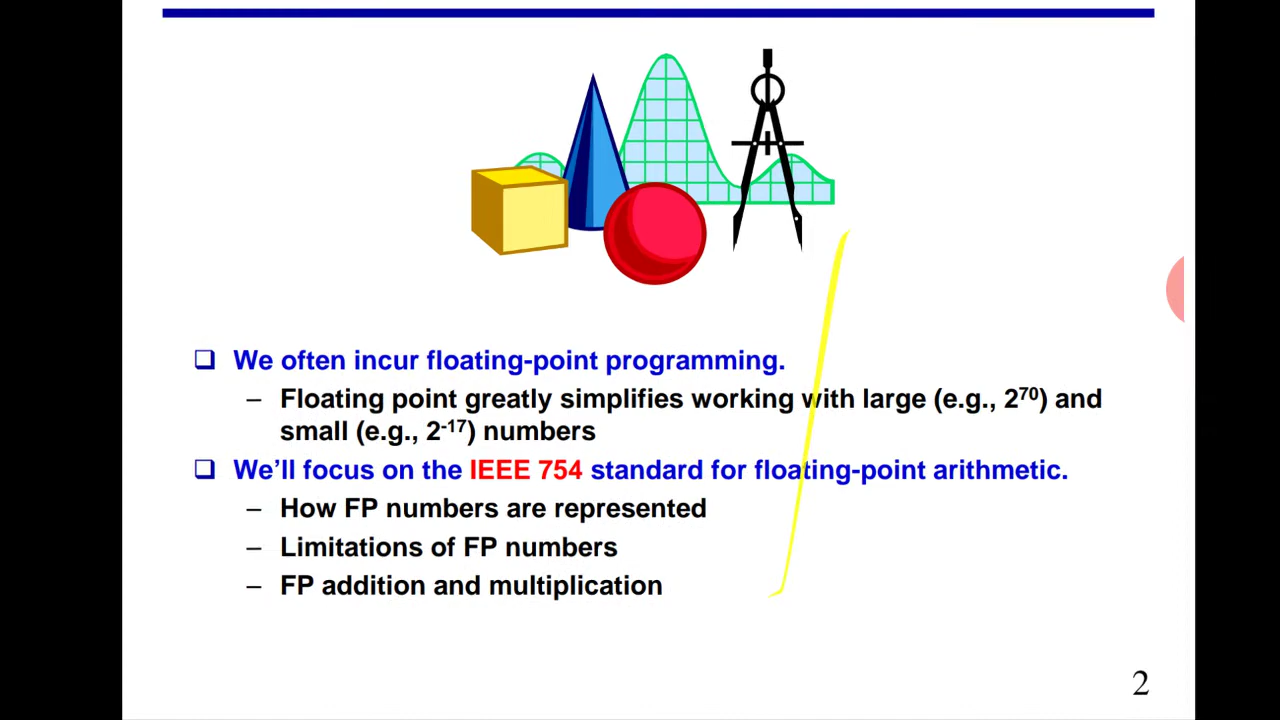 ❑ We often incur floating-point programming.
– Floating point greatly simplifies working with large (e.g., 2⁷⁰) and
small (e.g., 2⁻¹⁷) numbers
❑ We’ll focus on the IEEE 754 standard for floating-point arithmetic.
– How FP numbers are represented
– Limitations of FP numbers
– FP addition and multiplication
2